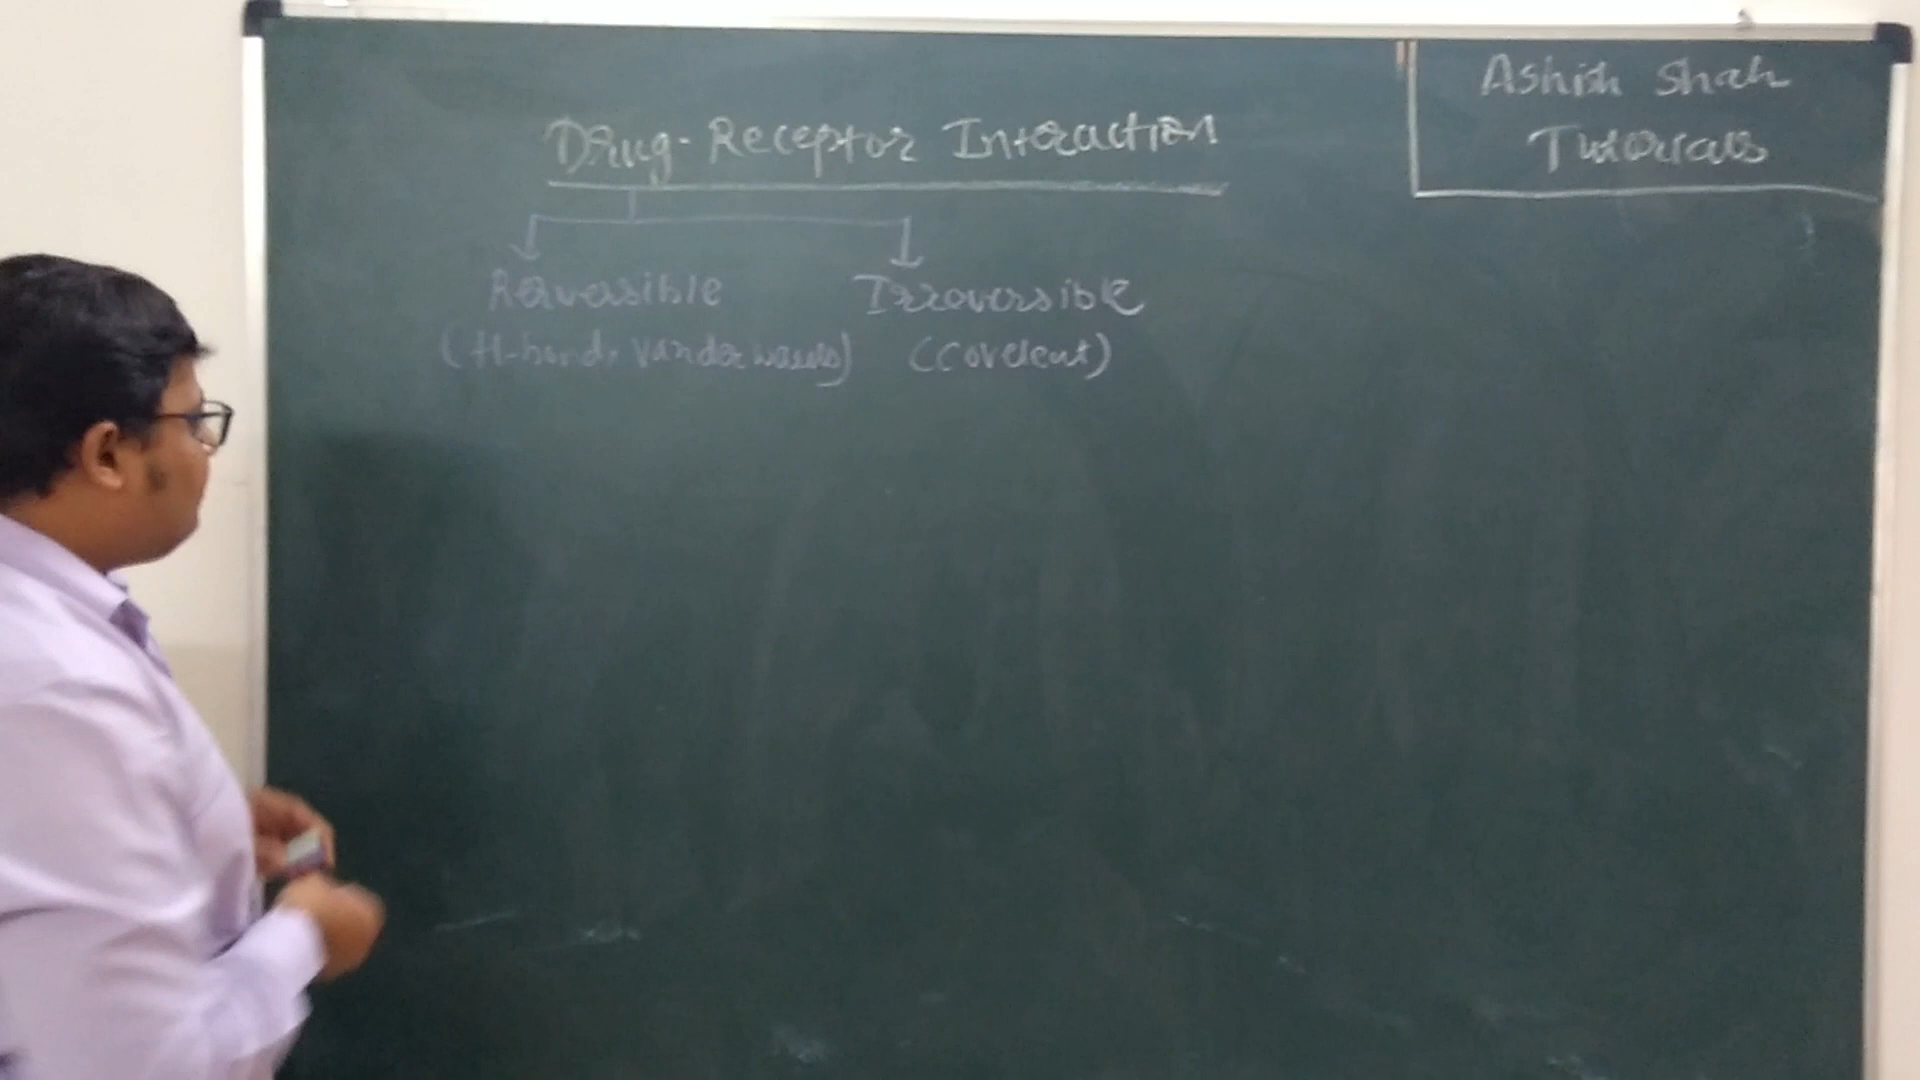 Drug-Receptor Interaction
Ashish Shah
Tutorials
Reversible
Irreversible
(H-bond, vanderwaals)
(covelent)